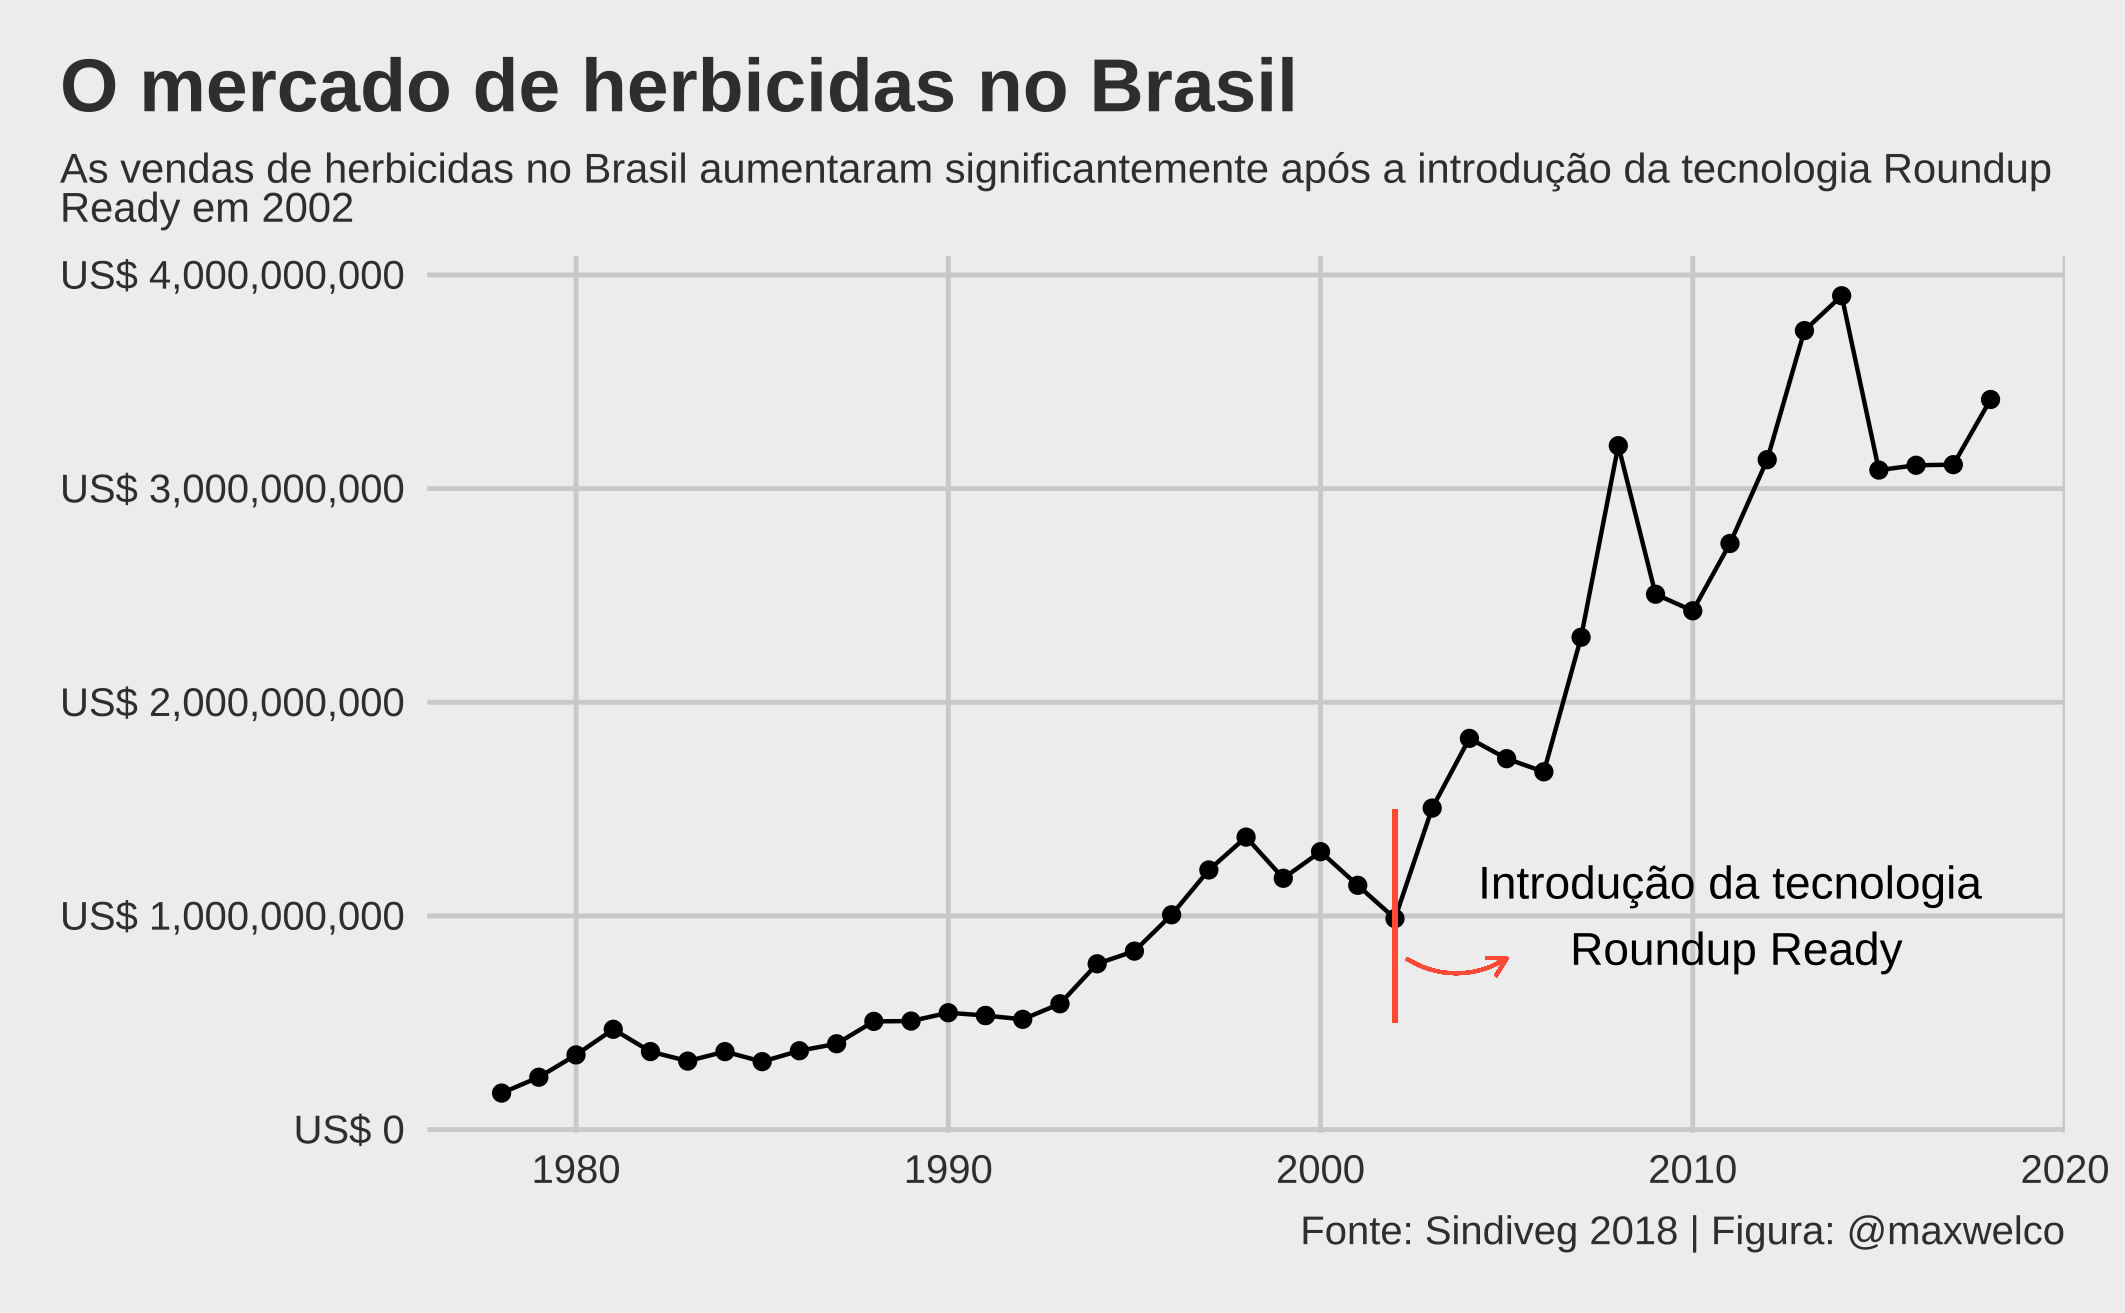 O mercado de herbicidas no Brasil
As vendas de herbicidas no Brasil aumentaram significantemente após a introdução da tecnologia Roundup
Ready em 2002
US$ 4,000,000,000
US$ 3,000,000,000
US$ 2,000,000,000
US$ 1,000,000,000
US$ 0
Introdução da tecnologia
Roundup Ready
1980 1990 2000 2010 2020
Fonte: Sindiveg 2018 | Figura: @maxwelco